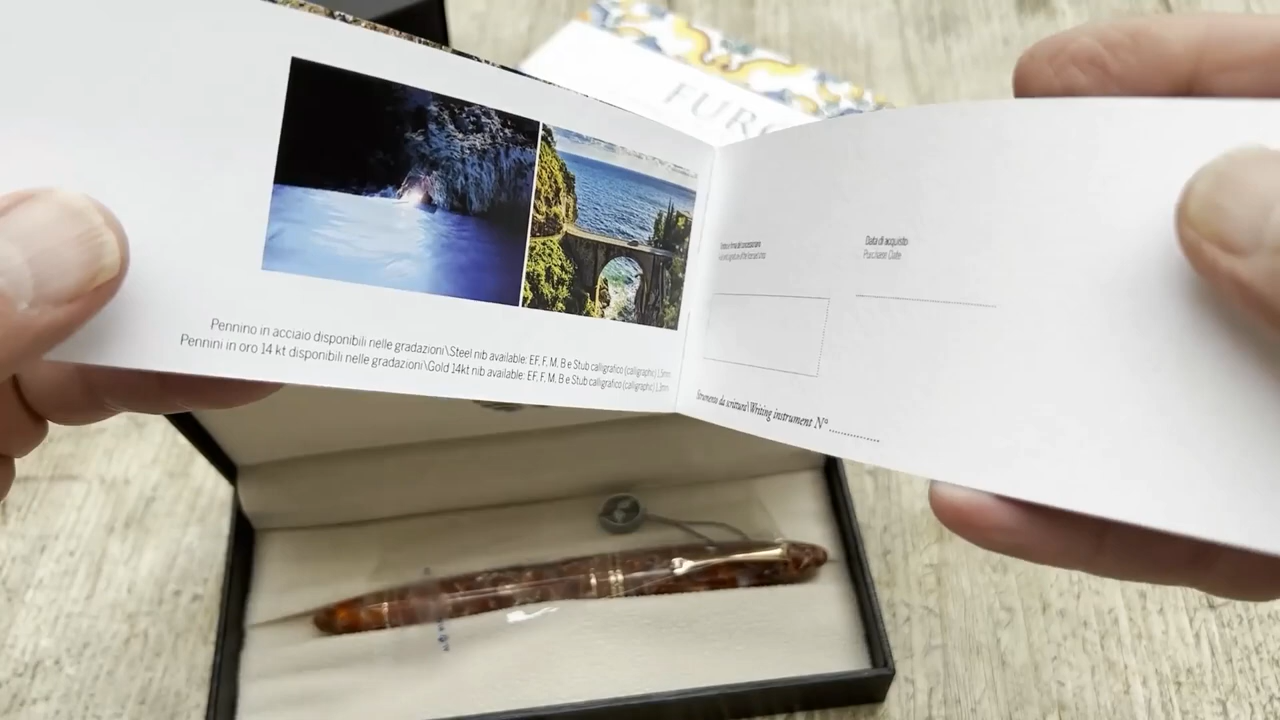 FURO
Pennino in acciaio disponibili nelle gradazioni\Steel nib available: EF, F, M, B e Stub calligrafico (calligraphic) 1,5mm
Pennini in oro 14 kt disponibili nelle gradazioni\Gold 14kt nib available: EF, F, M, B e Stub calligrafico (calligraphic) 1,3mm
Data di acquisto
Purchase Date
Strumento da scrittura\Writing instrument N°